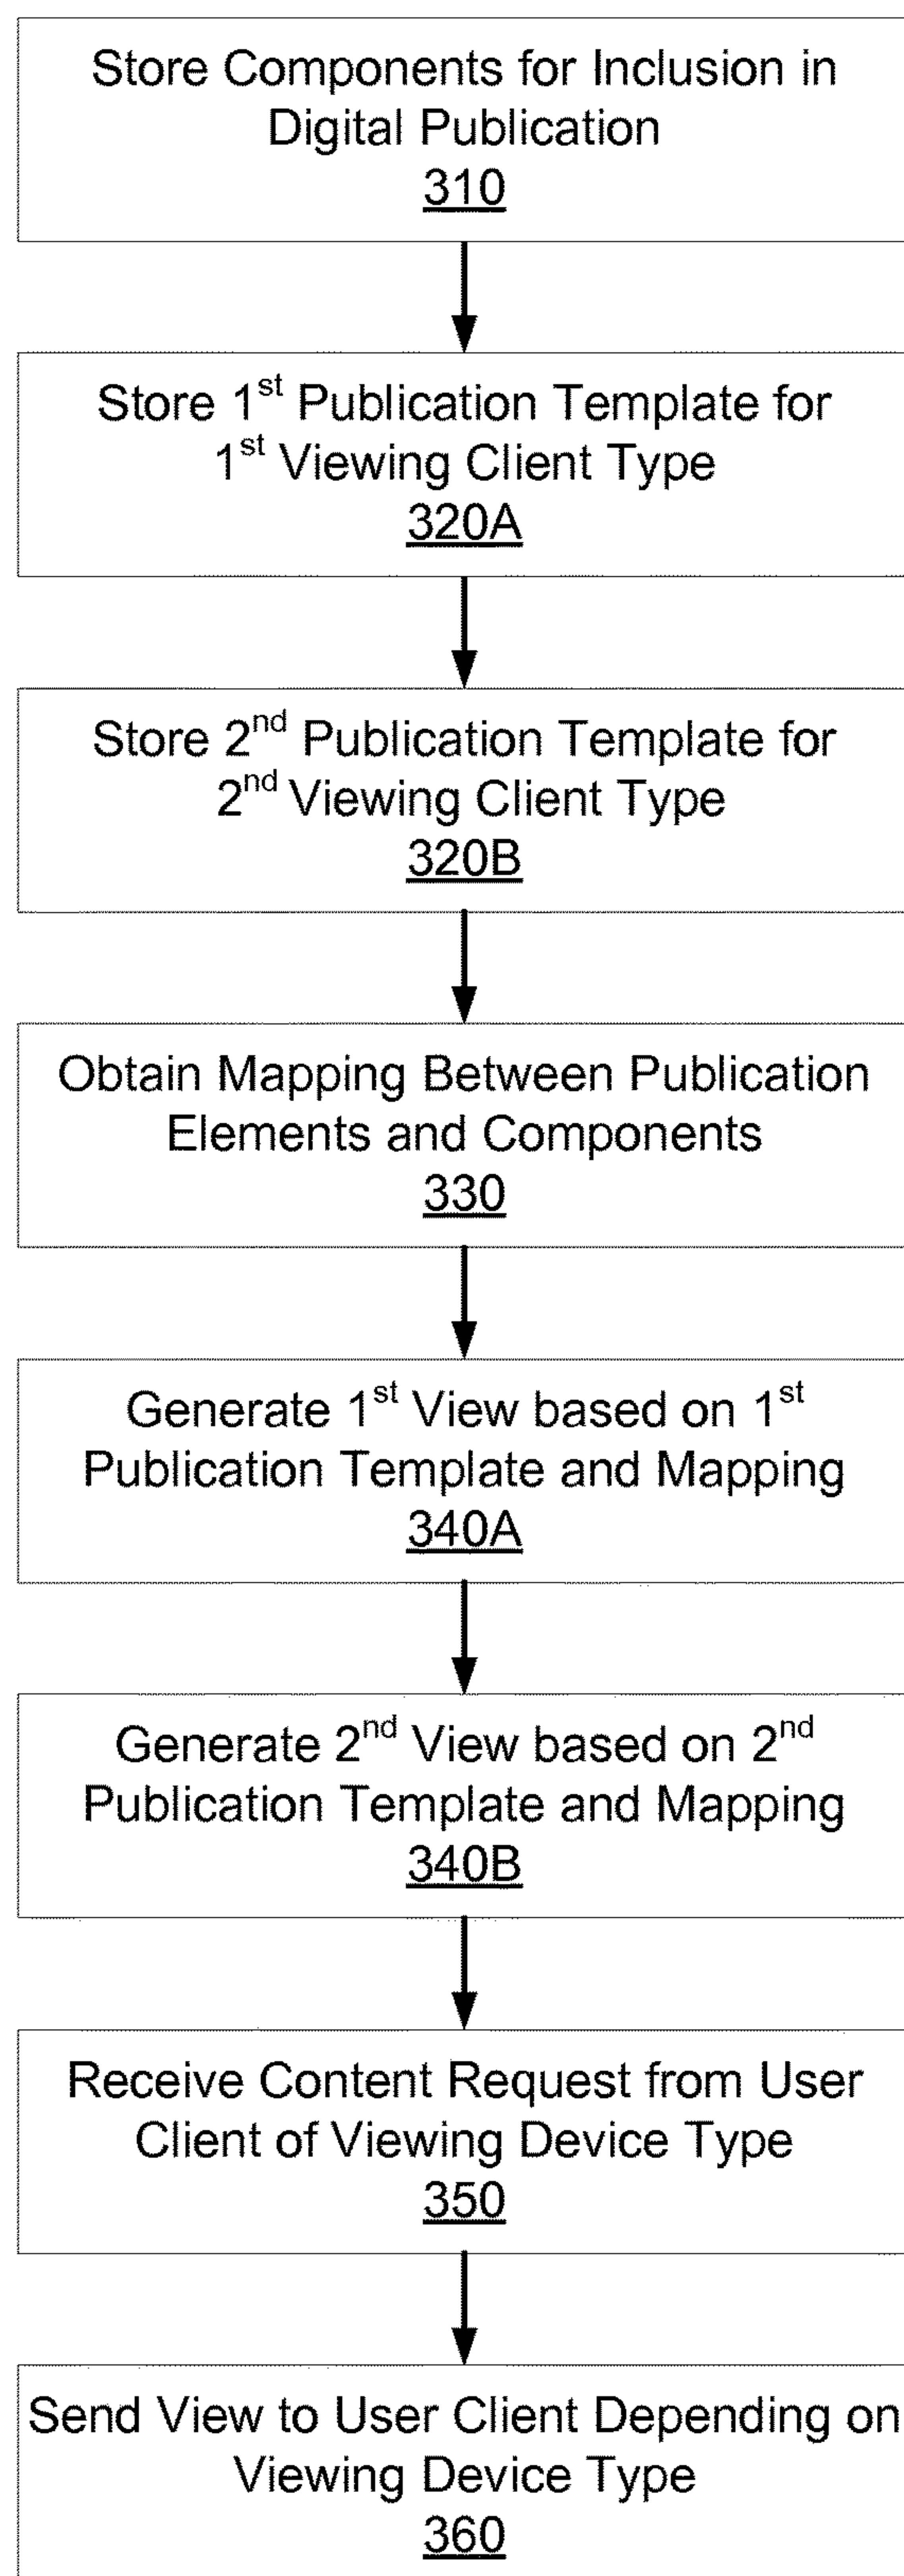 Store Components for Inclusion in
Digital Publication
310
Store 1st Publication Template for
1st Viewing Client Type
320A
Store 2nd Publication Template for
2nd Viewing Client Type
320B
Obtain Mapping Between Publication
Elements and Components
330
Generate 1st View based on 1st
Publication Template and Mapping
340A
Generate 2nd View based on 2nd
Publication Template and Mapping
340B
Receive Content Request from User
Client of Viewing Device Type
350
Send View to User Client Depending on
Viewing Device Type
360